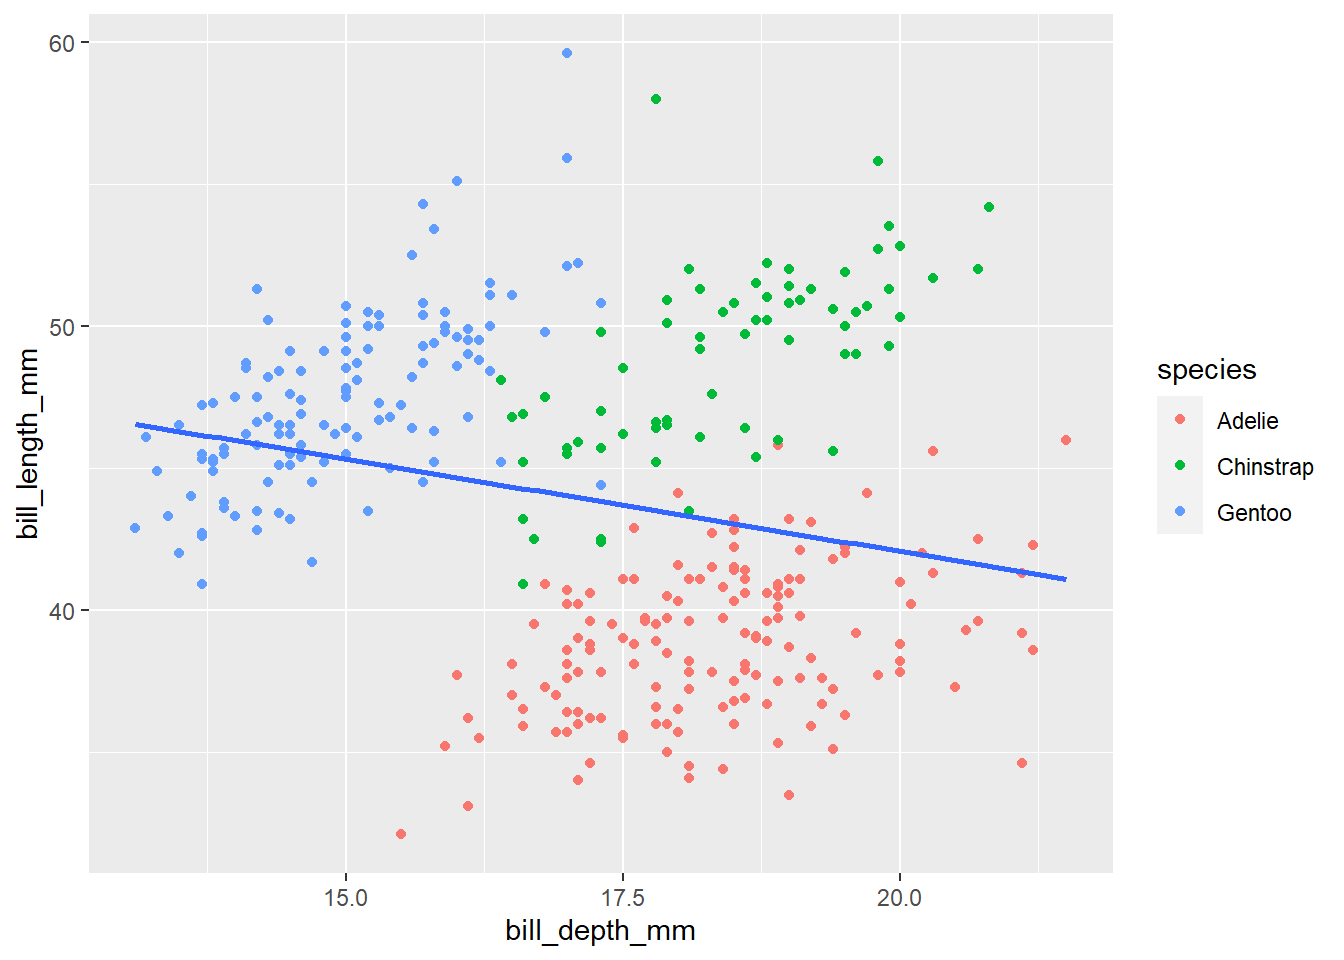 60
50
40
bill_length_mm
15.0
17.5
20.0
bill_depth_mm
species
Adelie
Chinstrap
Gentoo